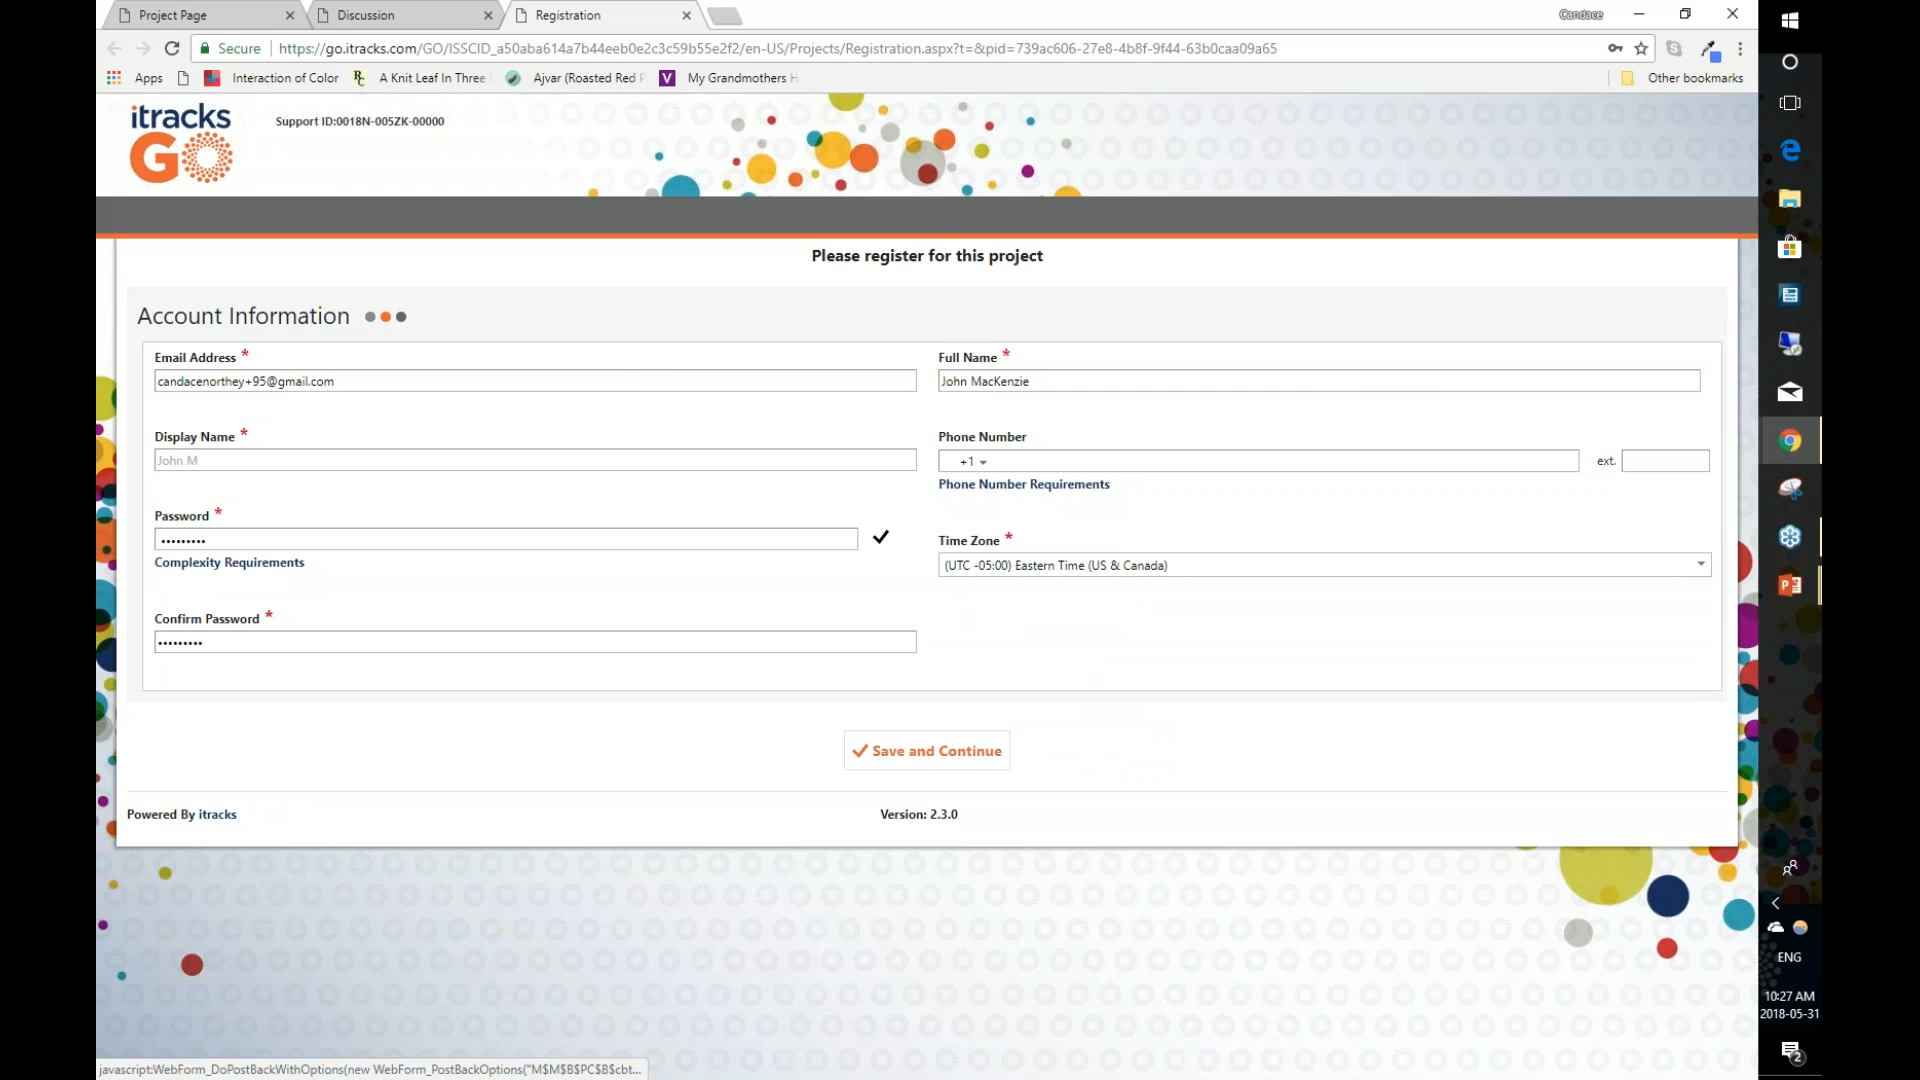 Project Page
Discussion
Registration
Candace
Secure
https://go.itracks.com/GO/ISSCID_a50aba614a7b44eeb0e2c3c59b55e2f2/en-US/Projects/Registration.aspx?t=&pid=739ac606-27e8-4b8f-9f44-63b0caa09a65
Apps
Interaction of Color
A Knit Leaf In Three
Ajvar (Roasted Red P
My Grandmothers H
Other bookmarks
itracks
GO
Support ID:0018N-005ZK-00000
Please register for this project
Account Information
Email Address *
candacenorthey+95@gmail.com
Full Name *
John MacKenzie
Display Name *
John M
Phone Number
+1
ext.
Phone Number Requirements
Password *
•••••••••
Complexity Requirements
Time Zone *
(UTC -05:00) Eastern Time (US & Canada)
Confirm Password *
•••••••••
Save and Continue
Powered By itracks
Version: 2.3.0
ENG
10:27 AM
2018-05-31
2
javascript:WebForm_DoPostBackWithOptions(new WebForm_PostBackOptions("M$M$B$PC$B$cbt...